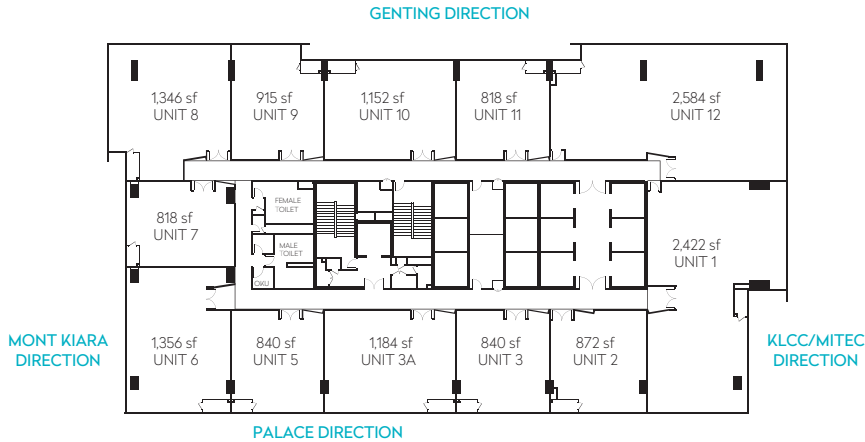 GENTING DIRECTION
1,346 sf
UNIT 8
915 sf
UNIT 9
1,152 sf
UNIT 10
818 sf
UNIT 11
2,584 sf
UNIT 12
818 sf
UNIT 7
FEMALE
TOILET
MALE
TOILET
OKU
2,422 sf
UNIT 1
MONT KIARA
DIRECTION
1,356 sf
UNIT 6
840 sf
UNIT 5
1,184 sf
UNIT 3A
840 sf
UNIT 3
872 sf
UNIT 2
KLCC/MITEC
DIRECTION
PALACE DIRECTION